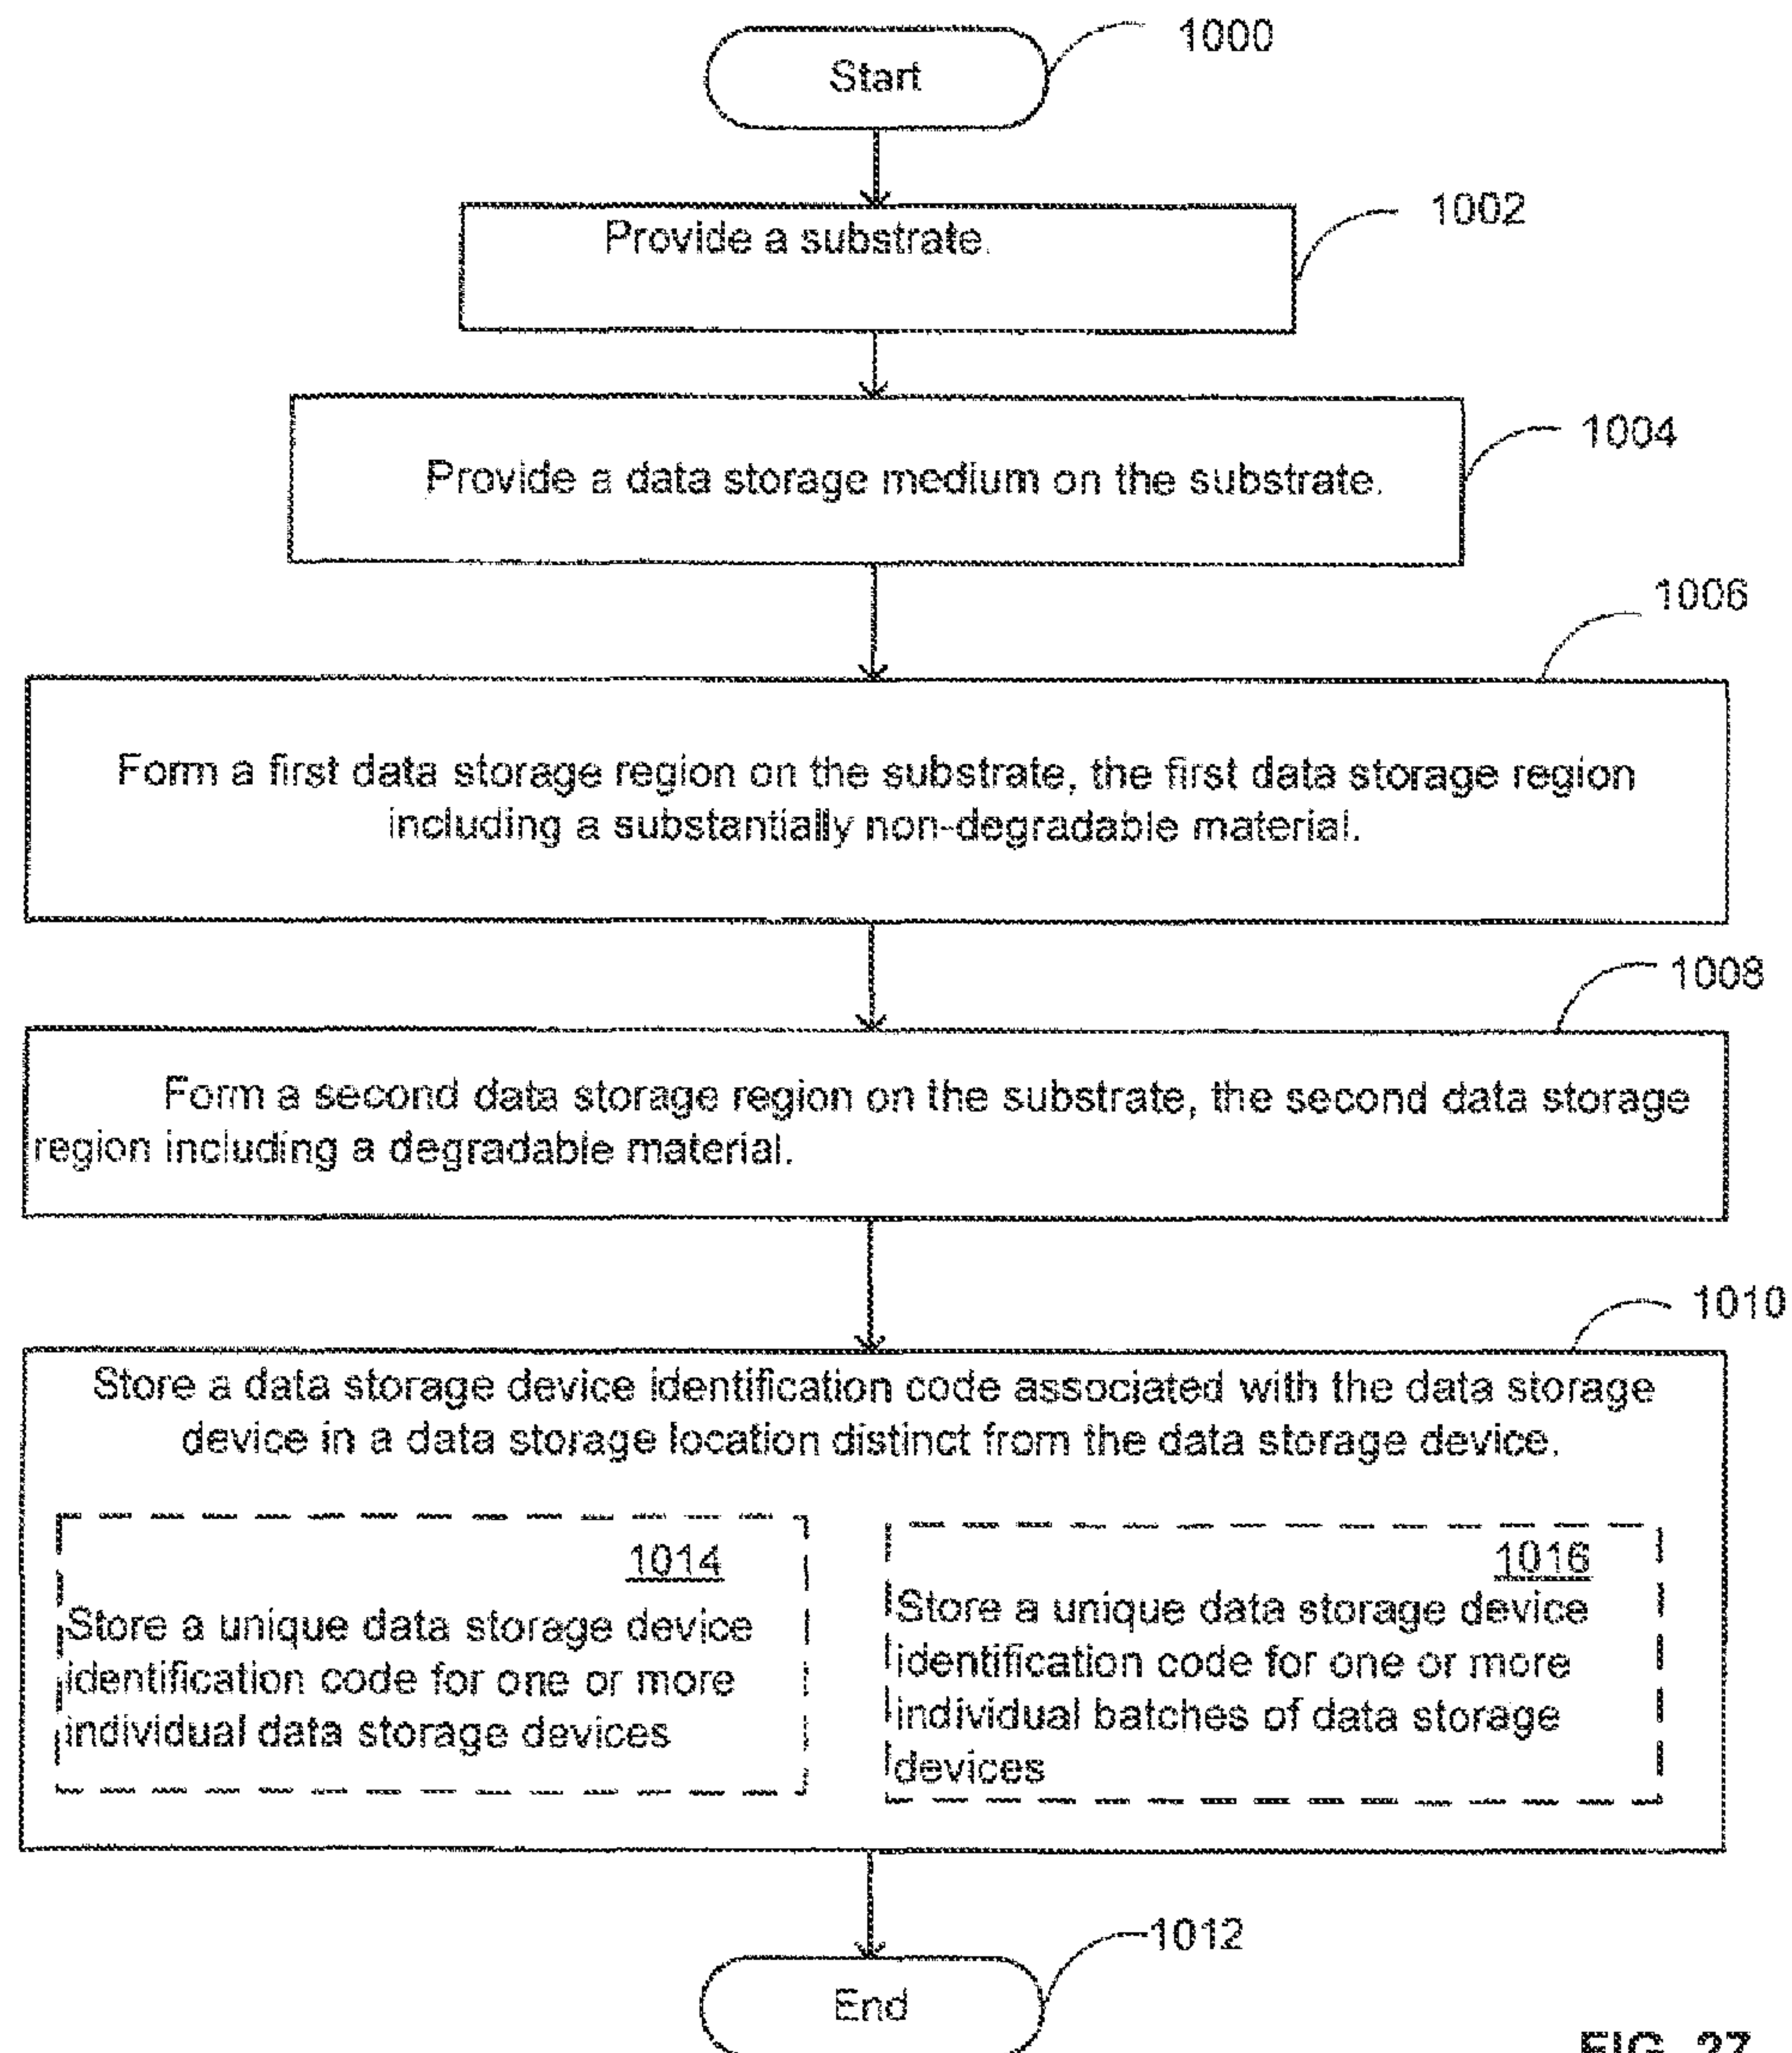 1000
Start
1002
Provide a substrate.
1004
Provide a data storage medium on the substrate.
1006
Form a first data storage region on the substrate, the first data storage region
including a substantially non-degradable material.
1008
Form a second data storage region on the substrate, the second data storage
region including a degradable material.
1010
Store a data storage device identification code associated with the data storage
device in a data storage location distinct from the data storage device.
1014
Store a unique data storage device
identification code for one or more
individual data storage devices
1016
Store a unique data storage device
identification code for one or more
individual batches of data storage
devices
1012
End
FIG. 27